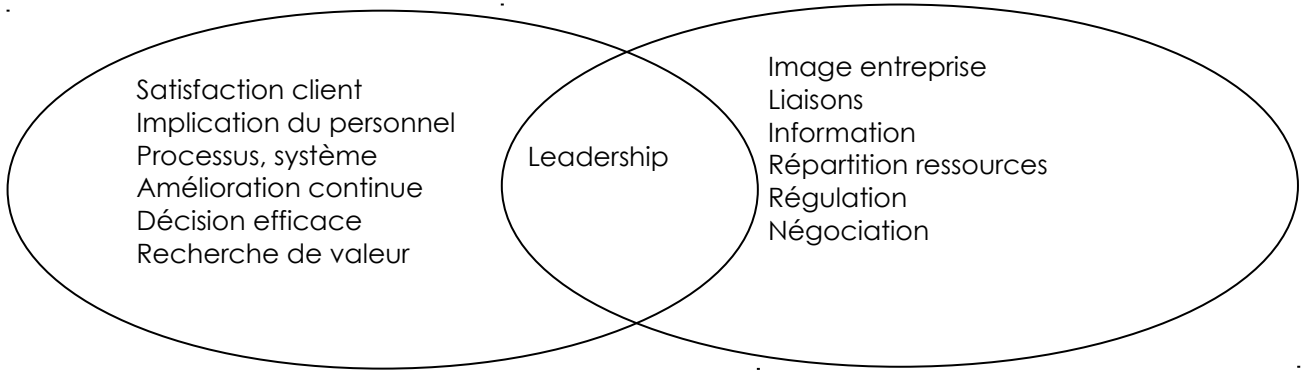 Satisfaction client
Implication du personnel
Processus, système
Amélioration continue
Décision efficace
Recherche de valeur
Leadership
Image entreprise
Liaisons
Information
Répartition ressources
Régulation
Négociation